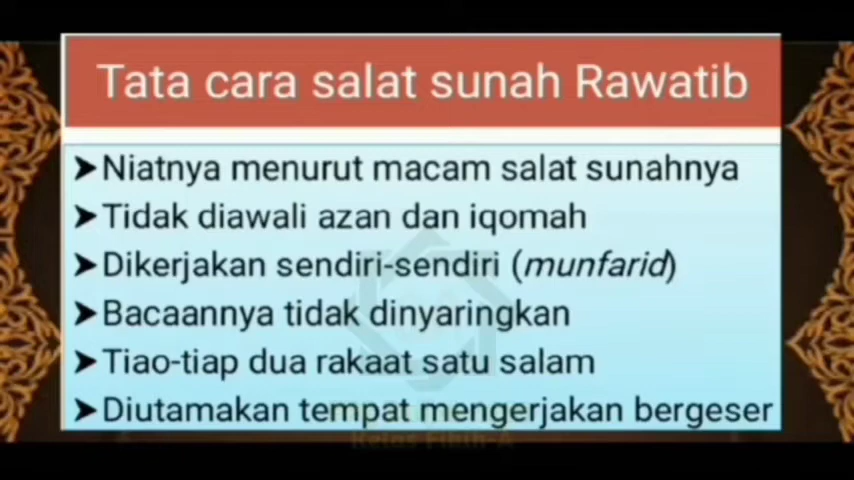 Tata cara salat sunah Rawatib
➤Niatnya menurut macam salat sunahnya
➤Tidak diawali azan dan iqomah
➤Dikerjakan sendiri-sendiri (munfarid)
➤Bacaannya tidak dinyaringkan
➤Tiao-tiap dua rakaat satu salam
➤Diutamakan tempat mengerjakan bergeser